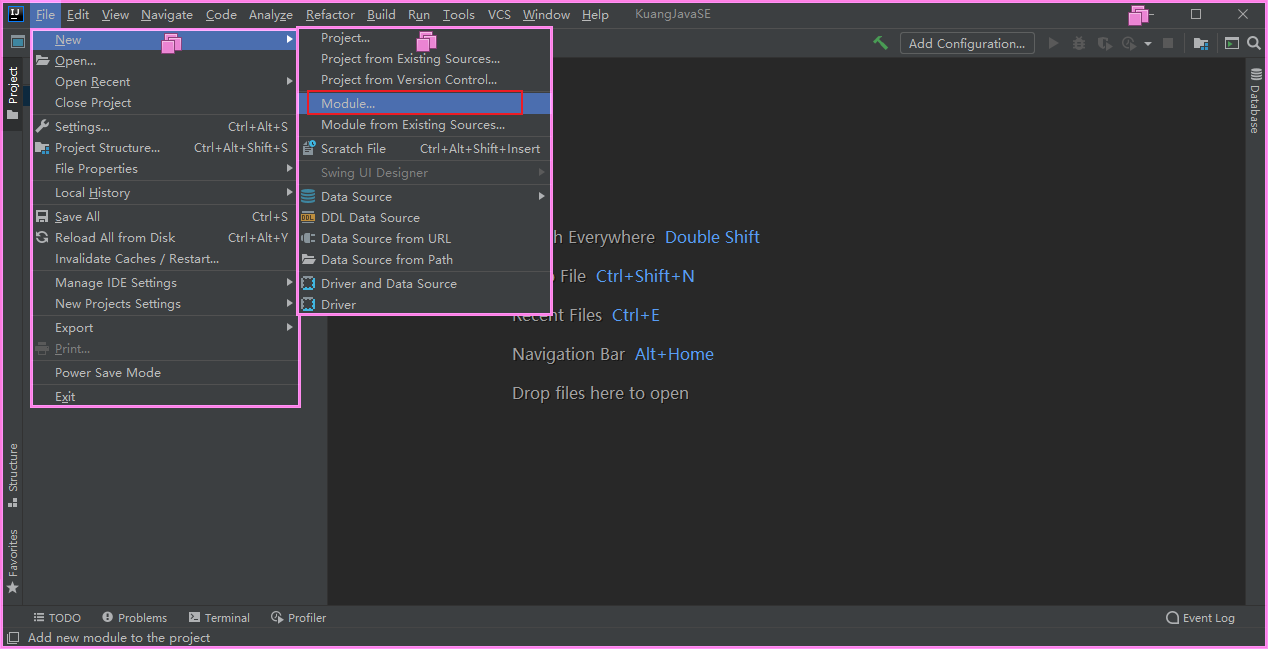 IJ File Edit View Navigate Code Analyze Refactor Build Run Tools VCS Window Help KuangJavaSE
Add Configuration...
Project
Structure
Favorites
New
Open...
Open Recent
Close Project
Settings... Ctrl+Alt+S
Project Structure... Ctrl+Alt+Shift+S
File Properties
Local History
Save All Ctrl+S
Reload All from Disk Ctrl+Alt+Y
Invalidate Caches / Restart...
Manage IDE Settings
New Projects Settings
Export
Print...
Power Save Mode
Exit
Project...
Project from Existing Sources...
Project from Version Control...
Module...
Module from Existing Sources...
Scratch File Ctrl+Alt+Shift+Insert
Swing UI Designer
Data Source
DDL Data Source
Data Source from URL
Data Source from Path
Driver and Data Source
Driver
Everywhere Double Shift
File Ctrl+Shift+N
Recent Files Ctrl+E
Navigation Bar Alt+Home
Drop files here to open
Database
TODO Problems Terminal Profiler Event Log
Add new module to the project